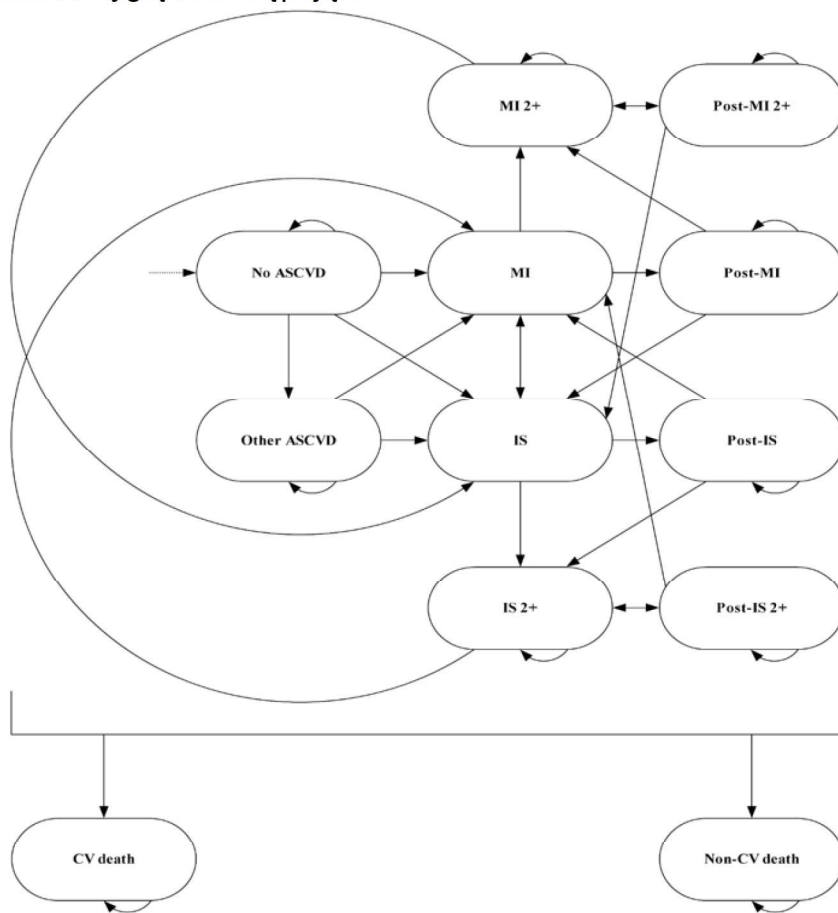 MI 2+
Post-MI 2+
No ASCVD
MI
Post-MI
Other ASCVD
IS
Post-IS
IS 2+
Post-IS 2+
CV death
Non-CV death